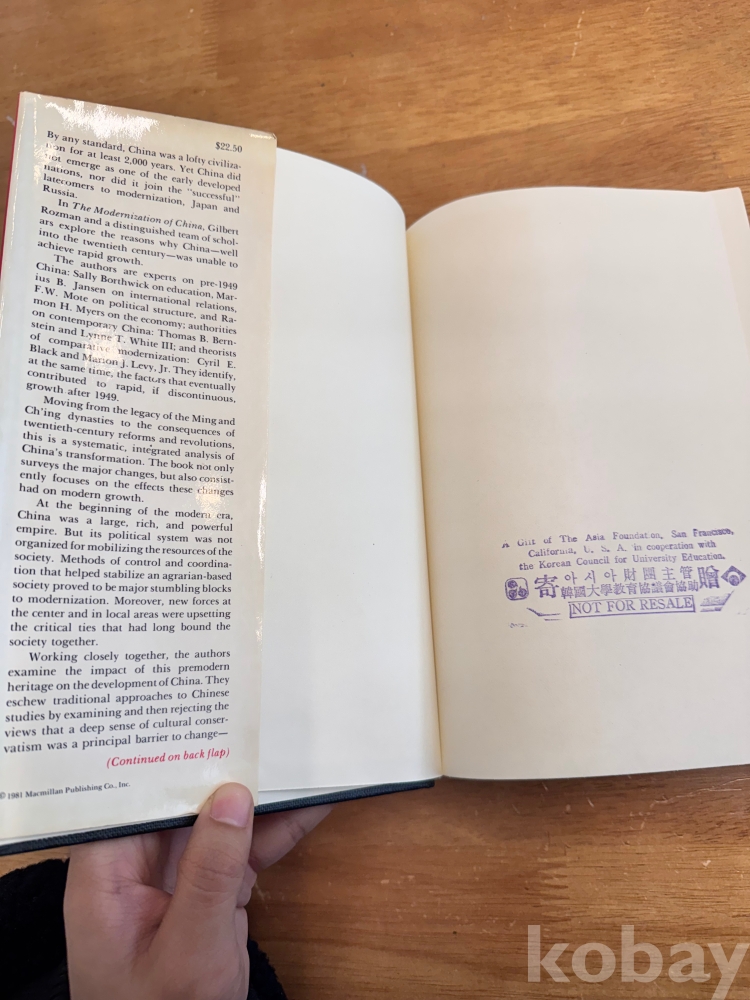 $22.50
By any standard, China was a lofty civiliza-
tion for at least 2,000 years. Yet China did
not emerge as one of the early developed
nations, nor did it join the "successful"
latecomers to modernization, Japan and
Russia.
In The Modernization of China, Gilbert
Rozman and a distinguished team of schol-
ars explore the reasons why China—well
into the twentieth century—was unable to
achieve rapid growth.
The authors are experts on pre-1949
China: Sally Borthwick on education, Mar-
ius B. Jansen on international relations,
F.W. Mote on political structure, and Ra-
mon H. Myers on the economy; authorities
on contemporary China: Thomas B. Bern-
stein and Lynne T. White III; and theorists
of comparative modernization: Cyril E.
Black and Marion J. Levy, Jr. They identify,
at the same time, the factors that eventually
contributed to rapid, if discontinuous,
growth after 1949.
Moving from the legacy of the Ming and
Ch'ing dynasties to the consequences of
twentieth-century reforms and revolutions,
this is a systematic, integrated analysis of
China's transformation. The book not only
surveys the major changes, but also consist-
ently focuses on the effects these changes
had on modern growth.
At the beginning of the modern era,
China was a large, rich, and powerful
empire. But its political system was not
organized for mobilizing the resources of the
society. Methods of control and coordina-
tion that helped stabilize an agrarian-based
society proved to be major stumbling blocks
to modernization. Moreover, new forces at
the center and in local areas were upsetting
the critical ties that had long bound the
society together.
Working closely together, the authors
examine the impact of this premodern
heritage on the development of China. They
eschew traditional approaches to Chinese
studies by examining and then rejecting the
views that a deep sense of cultural conser-
vatism was a principal barrier to change—
(Continued on back flap)
© 1981 Macmillan Publishing Co., Inc.
A Gift of The Asia Foundation, San Francisco,
California, U. S. A. in cooperation with
the Korean Council for University Education,
寄 아시아財團主管 贈
韓國大學教育協議會協助
NOT FOR RESALE
kobay